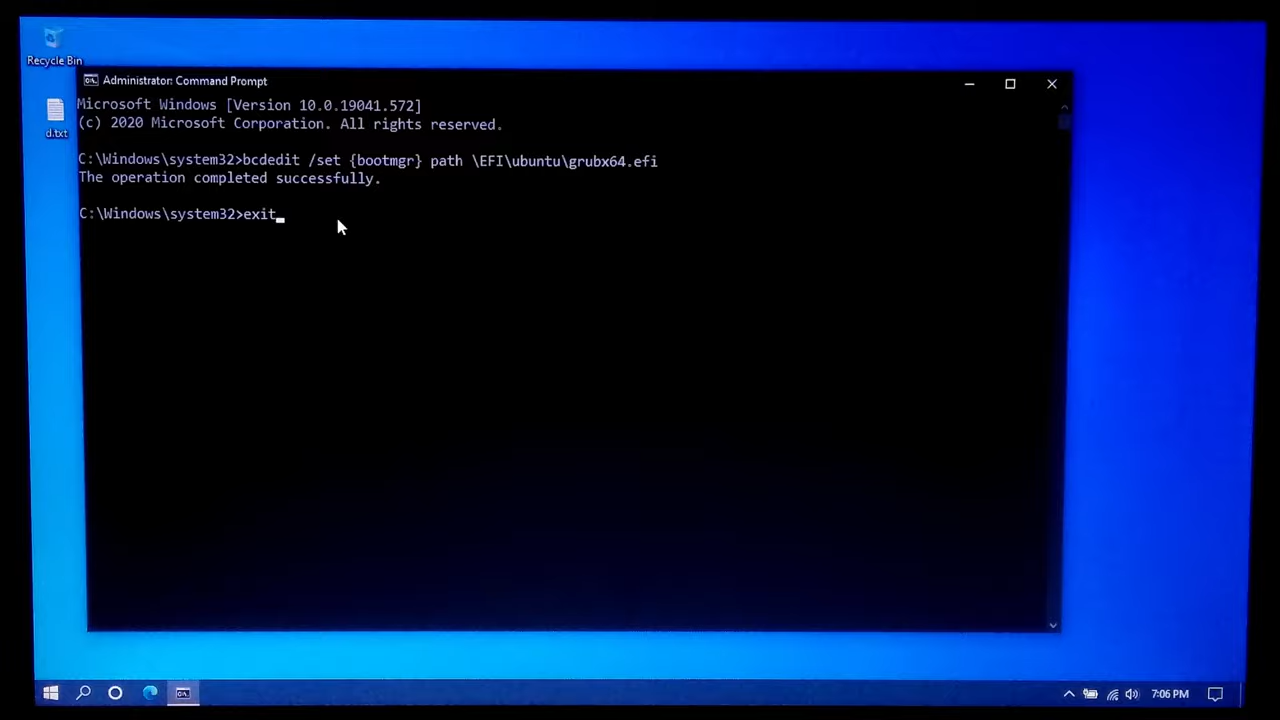 Recycle Bin
d.txt
Administrator: Command Prompt
Microsoft Windows [Version 10.0.19041.572]
(c) 2020 Microsoft Corporation. All rights reserved.
C:\Windows\system32>bcdedit /set {bootmgr} path \EFI\ubuntu\grubx64.efi
The operation completed successfully.
C:\Windows\system32>exit
7:06 PM